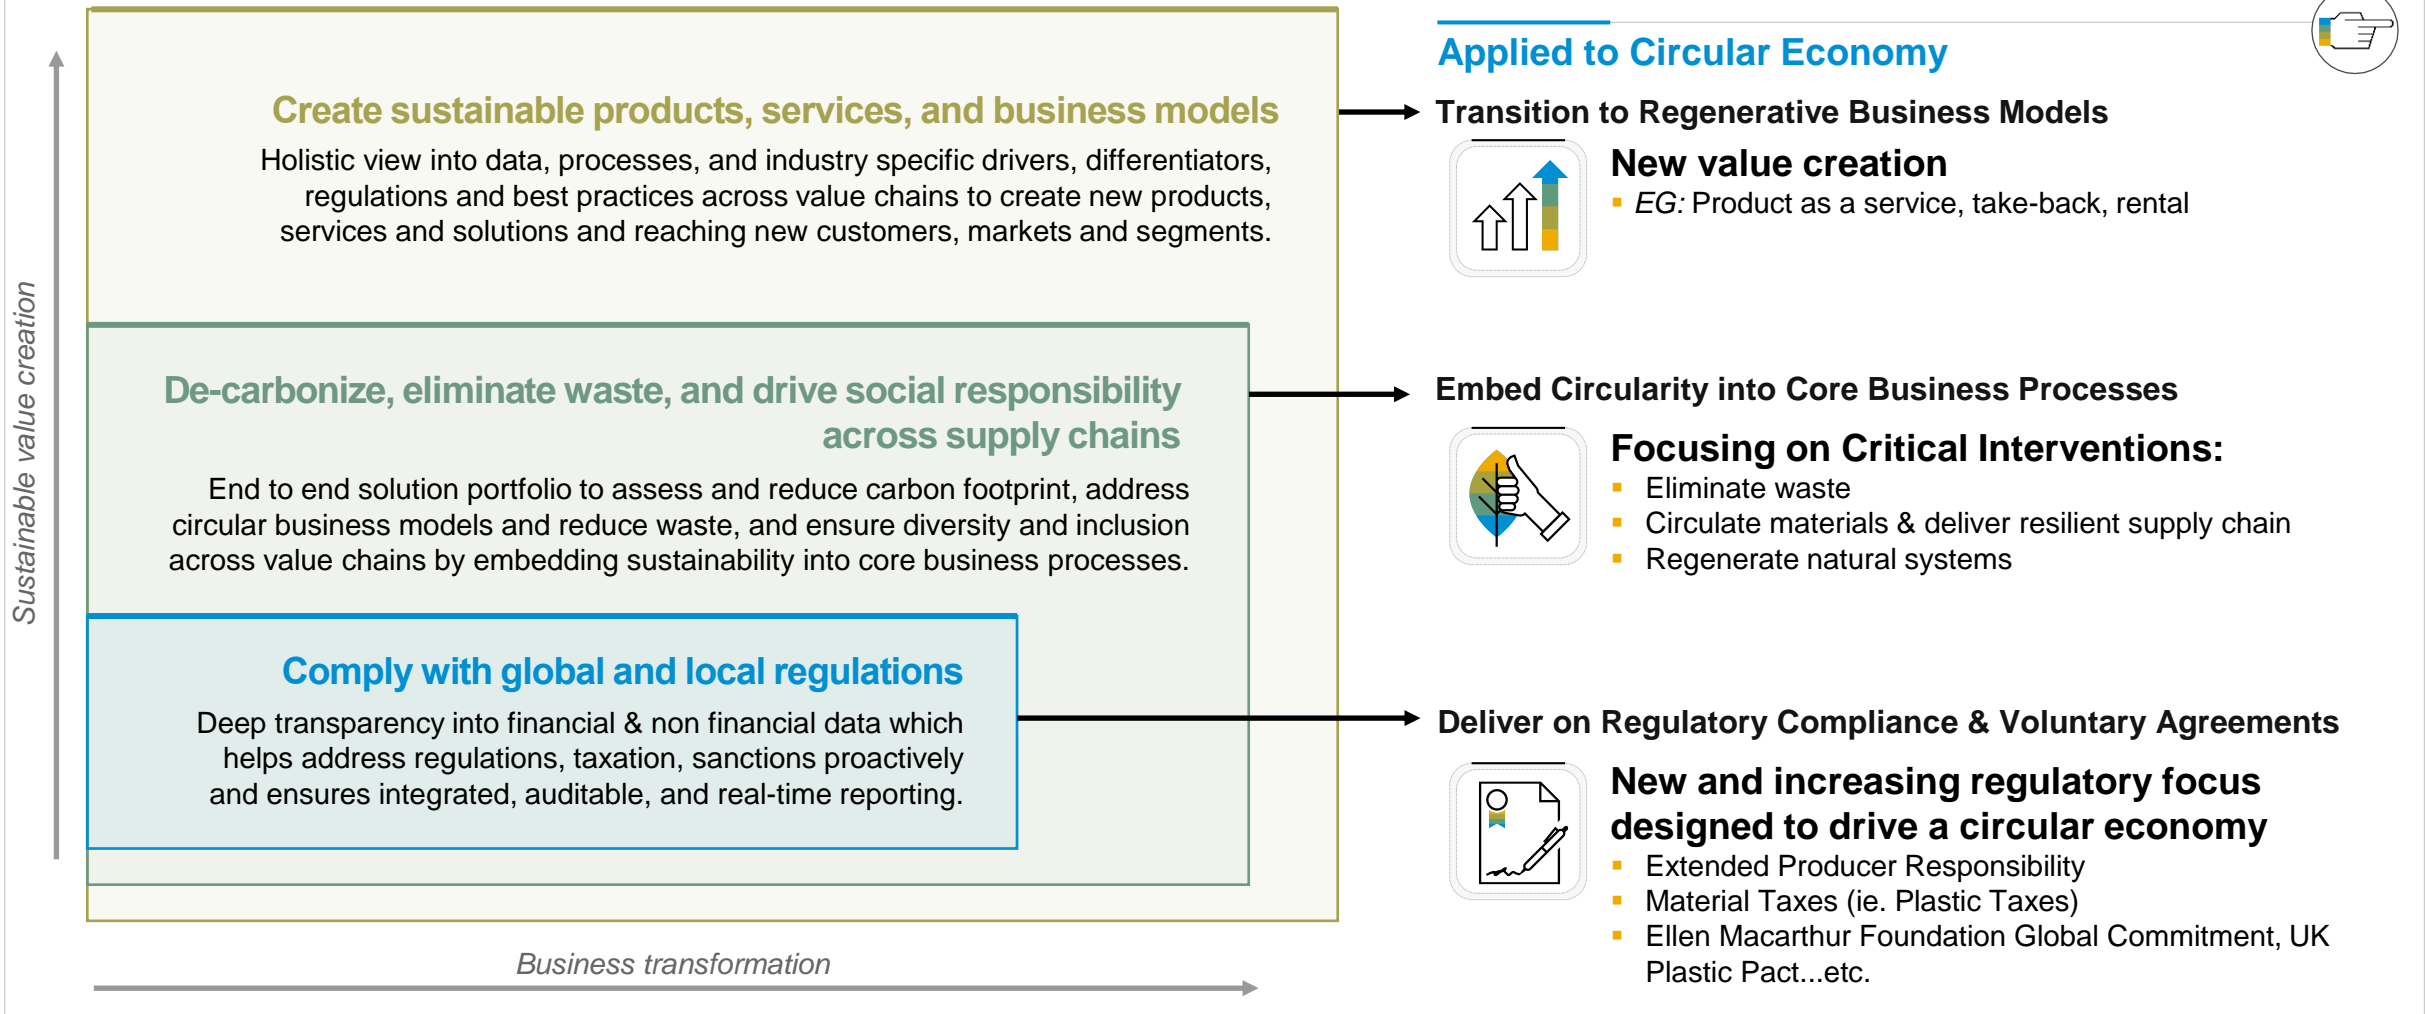 Sustainable value creation
Create sustainable products, services, and business models
Holistic view into data, processes, and industry specific drivers, differentiators,
regulations and best practices across value chains to create new products,
services and solutions and reaching new customers, markets and segments.
De-carbonize, eliminate waste, and drive social responsibility
across supply chains
End to end solution portfolio to assess and reduce carbon footprint, address
circular business models and reduce waste, and ensure diversity and inclusion
across value chains by embedding sustainability into core business processes.
Comply with global and local regulations
Deep transparency into financial & non financial data which
helps address regulations, taxation, sanctions proactively
and ensures integrated, auditable, and real-time reporting.
Business transformation
Applied to Circular Economy
Transition to Regenerative Business Models
New value creation
▪ EG: Product as a service, take-back, rental
Embed Circularity into Core Business Processes
Focusing on Critical Interventions:
▪ Eliminate waste
▪ Circulate materials & deliver resilient supply chain
▪ Regenerate natural systems
Deliver on Regulatory Compliance & Voluntary Agreements
New and increasing regulatory focus
designed to drive a circular economy
▪ Extended Producer Responsibility
▪ Material Taxes (ie. Plastic Taxes)
▪ Ellen Macarthur Foundation Global Commitment, UK
Plastic Pact...etc.